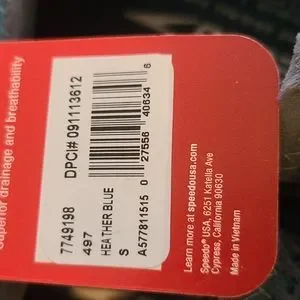 Superior drainage and breathability
DPCI# 091113612
0 27556 40634 6
7749198
497
HEATHER BLUE
S
A577811515
Learn more at speedousa.com
Speedo® USA, 6251 Katella Ave
Cypress, California 90630
Made in Vietnam